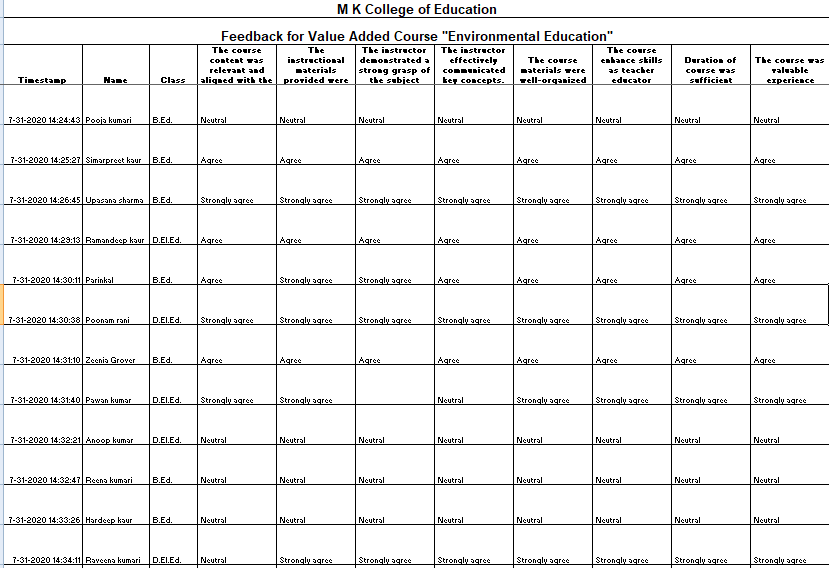 M K College of Education
Feedback for Value Added Course "Environmental Education"
Timestamp Name Class The course content was relevant and aligned with the The instructional materials provided were The instructor demonstrated a strong grasp of the subject The instructor effectively communicated key concepts. The course materials were well-organized The course enhance skills as teacher educator Duration of course was sufficient The course was valuable experience
7-31-2020 14:24:43 Pooja kumari B.Ed. Neutral Neutral Neutral Neutral Neutral Neutral Neutral Neutral
7-31-2020 14:25:27 Simarpreet kaur B.Ed. Agree Agree Agree Agree Agree Agree Agree Agree
7-31-2020 14:26:45 Upasana sharma B.Ed. Strongly agree Strongly agree Strongly agree Strongly agree Strongly agree Strongly agree Strongly agree Strongly agree
7-31-2020 14:29:13 Ramandeep kaur D.El.Ed. Agree Agree Agree Agree Agree Agree Agree Agree
7-31-2020 14:30:11 Parinkal B.Ed. Agree Strongly agree Strongly agree Agree Agree Agree Agree Agree
7-31-2020 14:30:38 Poonam rani D.El.Ed. Strongly agree Strongly agree Strongly agree Strongly agree Strongly agree Strongly agree Strongly agree Strongly agree
7-31-2020 14:31:10 Zeenia Grover B.Ed. Agree Agree Agree Agree Agree Agree Agree Agree
7-31-2020 14:31:40 Pawan kumar D.El.Ed. Strongly agree Strongly agree Neutral Strongly agree Strongly agree Strongly agree Strongly agree
7-31-2020 14:32:21 Anoop kumar D.El.Ed. Neutral Neutral Neutral Neutral Neutral Neutral Neutral Neutral
7-31-2020 14:32:47 Reena kumari B.Ed. Neutral Neutral Neutral Neutral Neutral Neutral Neutral Neutral
7-31-2020 14:33:26 Hardeep kaur B.Ed. Neutral Neutral Neutral Neutral Neutral Neutral Neutral Neutral
7-31-2020 14:34:11 Raveena kumari D.El.Ed. Neutral Strongly agree Strongly agree Strongly agree Strongly agree Strongly agree Strongly agree Strongly agree